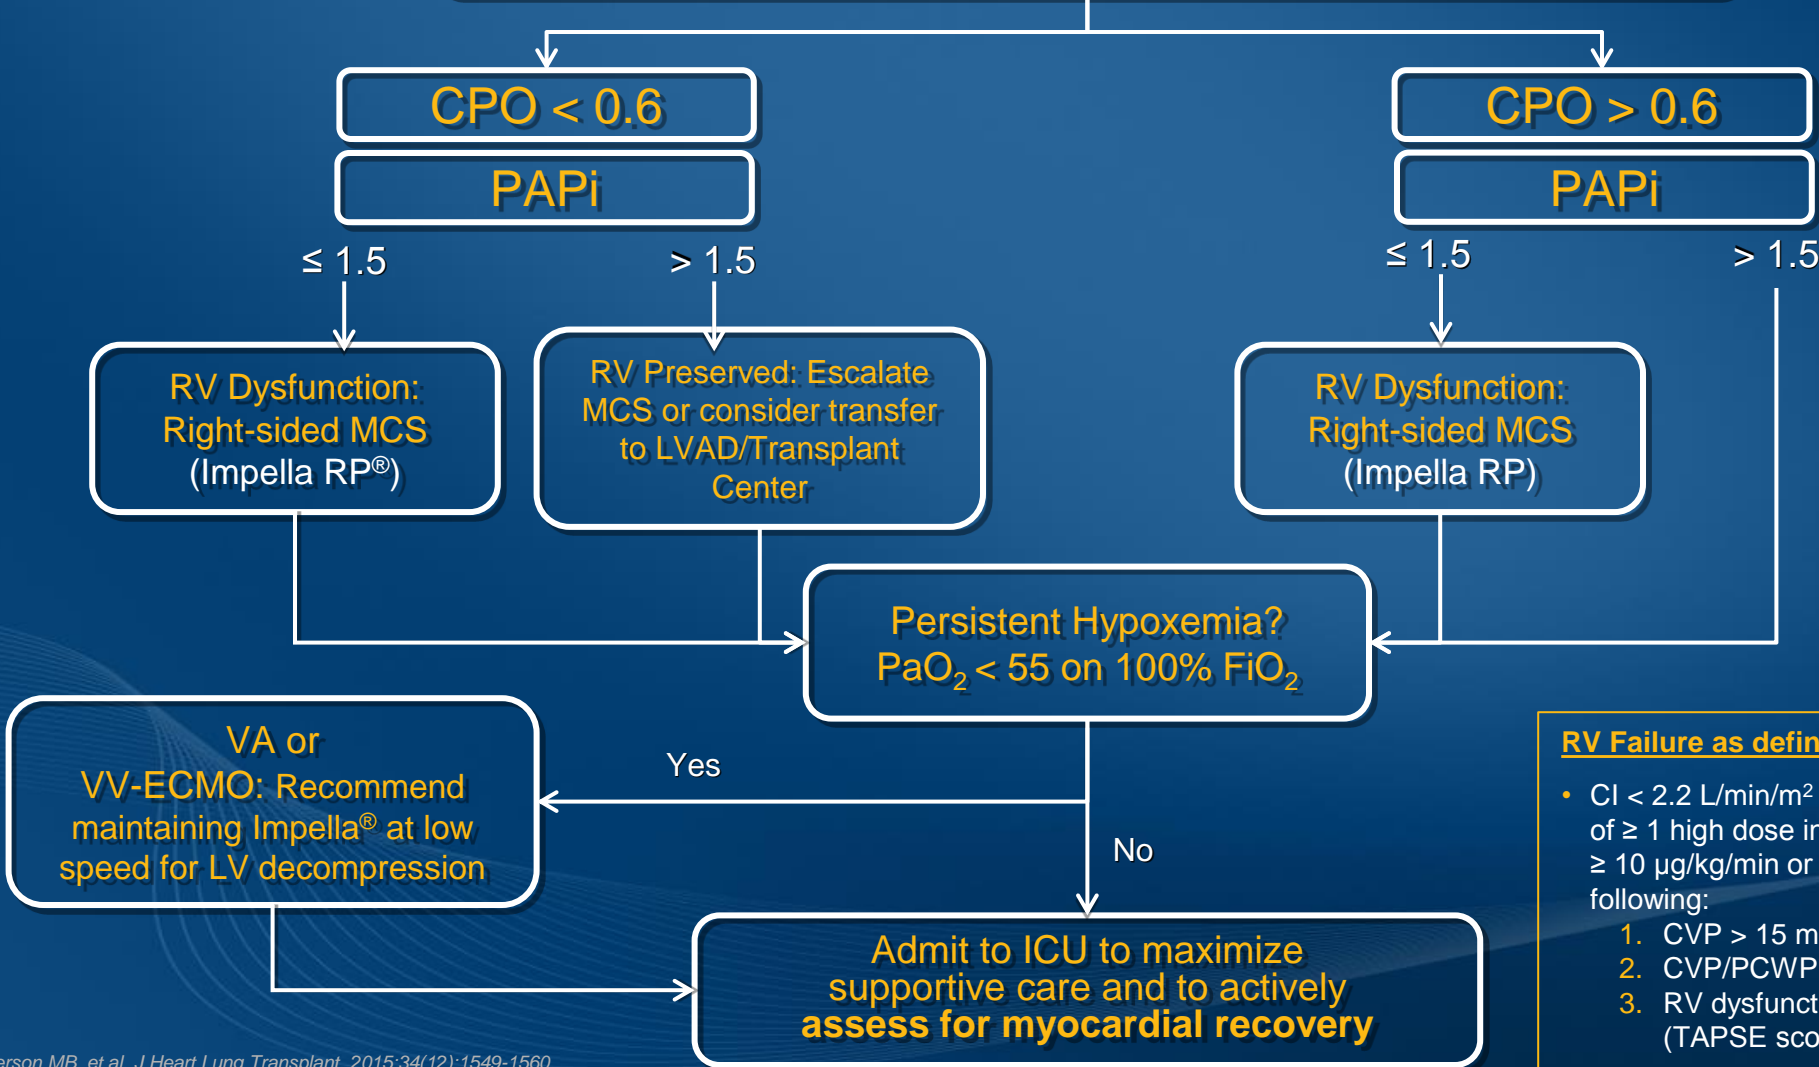 CPO < 0.6
PAPi
≤ 1.5
> 1.5
CPO > 0.6
PAPi
≤ 1.5
> 1.5
RV Dysfunction:
Right-sided MCS
(Impella RP®)
RV Preserved: Escalate
MCS or consider transfer
to LVAD/Transplant
Center
RV Dysfunction:
Right-sided MCS
(Impella RP)
Persistent Hypoxemia?
PaO₂ < 55 on 100% FiO₂
Yes
No
VA or
VV-ECMO: Recommend
maintaining Impella® at low
speed for LV decompression
Admit to ICU to maximize
supportive care and to actively
assess for myocardial recovery
RV Failure as
• CI < 2.2 L/min/m²
of ≥ 1 high dose
≥ 10 μg/kg/min or
following:
1. CVP > 15
2. CVP/PCWP
3. RV
(TAPSE
MB, et al. J Heart Lung Transplant. 2015;34(12):1549-1560